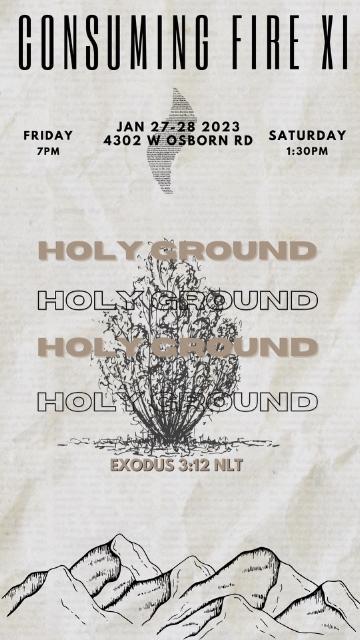 CONSUMING FIRE XI
JAN 27-28 2023
4302 W OSBORN RD
FRIDAY
7PM
SATURDAY
1:30PM
HOLY GROUND
HOLY GROUND
HOLY GROUND
HOLY GROUND
EXODUS 3:12 NLT